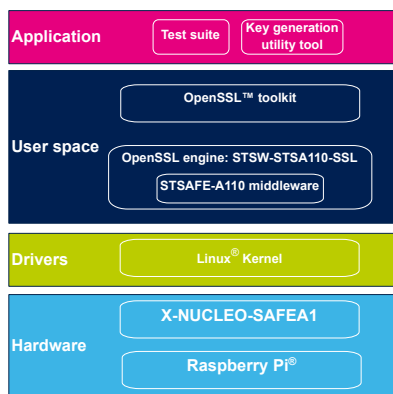 Application
Test suite
Key generation
utility tool
User space
OpenSSL™ toolkit
OpenSSL engine: STSW-STSA110-SSL
STSAFE-A110 middleware
Drivers
Linux® Kernel
Hardware
X-NUCLEO-SAFEA1
Raspberry Pi®